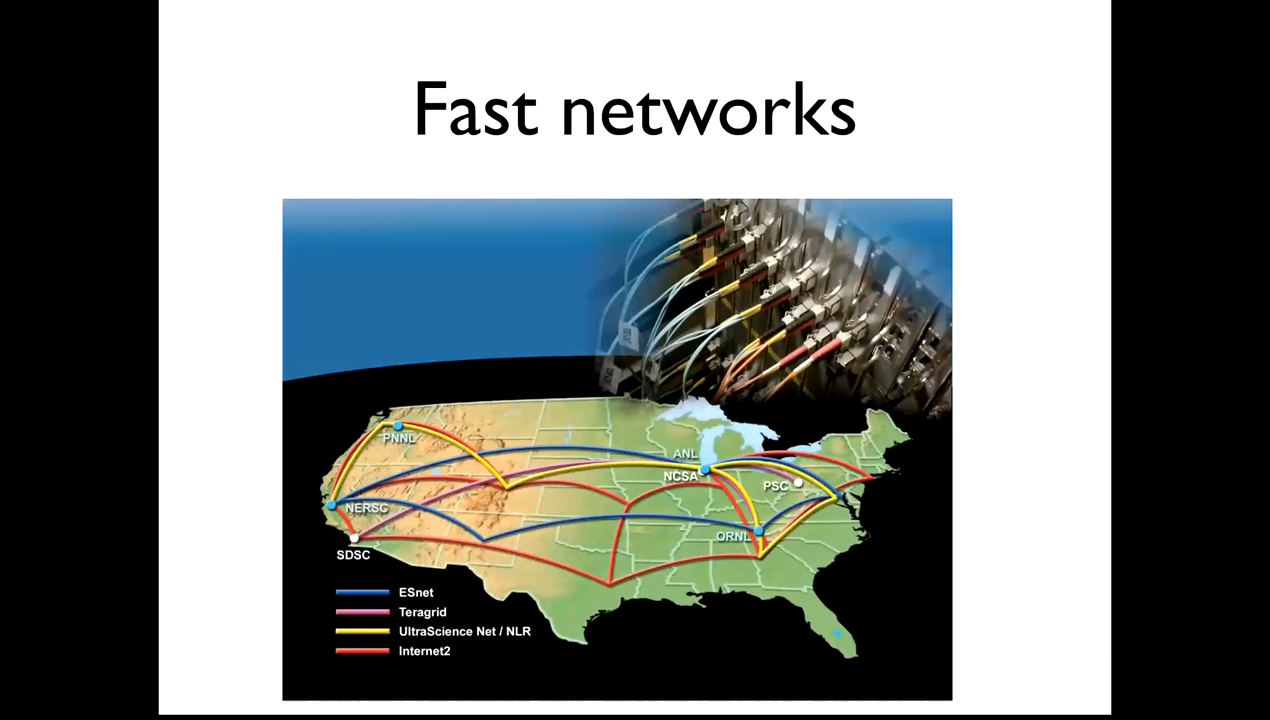 Fast networks
PNNL
ANL
NCSA
PSC
NERSC
ORNL
SDSC
ESnet
Teragrid
UltraScience Net / NLR
Internet2